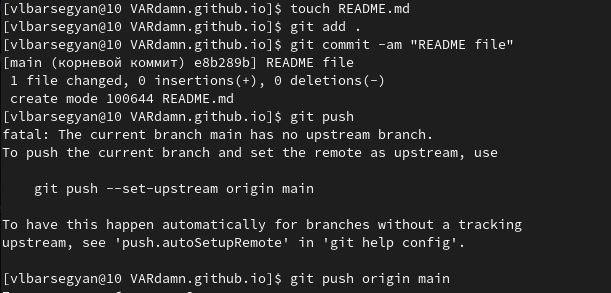 [vlbarsegyan@10 VARdamn.github.io]$ touch README.md
[vlbarsegyan@10 VARdamn.github.io]$ git add .
[vlbarsegyan@10 VARdamn.github.io]$ git commit -am "README file"
[main (корневой коммит) e8b289b] README file
 1 file changed, 0 insertions(+), 0 deletions(-)
 create mode 100644 README.md
[vlbarsegyan@10 VARdamn.github.io]$ git push
fatal: The current branch main has no upstream branch.
To push the current branch and set the remote as upstream, use
    git push --set-upstream origin main
To have this happen automatically for branches without a tracking
upstream, see 'push.autoSetupRemote' in 'git help config'.
[vlbarsegyan@10 VARdamn.github.io]$ git push origin main